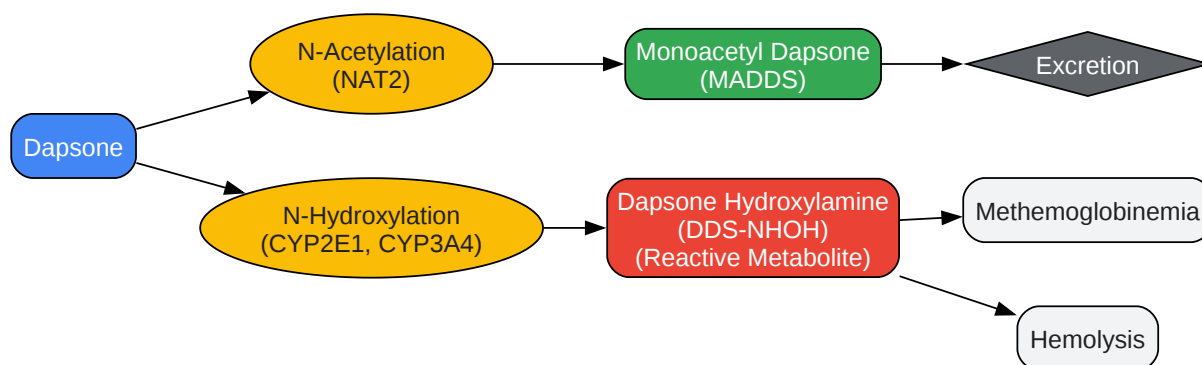 Dapsone
N-Acetylation
(NAT2)
Monoacetyl Dapsone
(MADDS)
Excretion
N-Hydroxylation
(CYP2E1, CYP3A4)
Dapsone Hydroxylamine
(DDS-NHOH)
(Reactive Metabolite)
Methemoglobinemia
Hemolysis